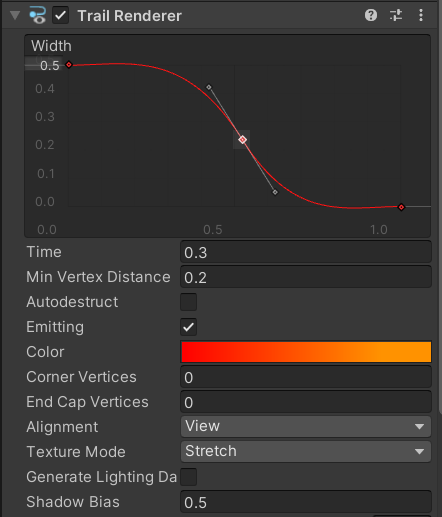 Trail Renderer
Width
0.5
0.4
0.3
0.2
0.1
0.0
0.0 0.5 1.0
Time 0.3
Min Vertex Distance 0.2
Autodestruct
Emitting
Color
Corner Vertices 0
End Cap Vertices 0
Alignment View
Texture Mode Stretch
Generate Lighting Da
Shadow Bias 0.5